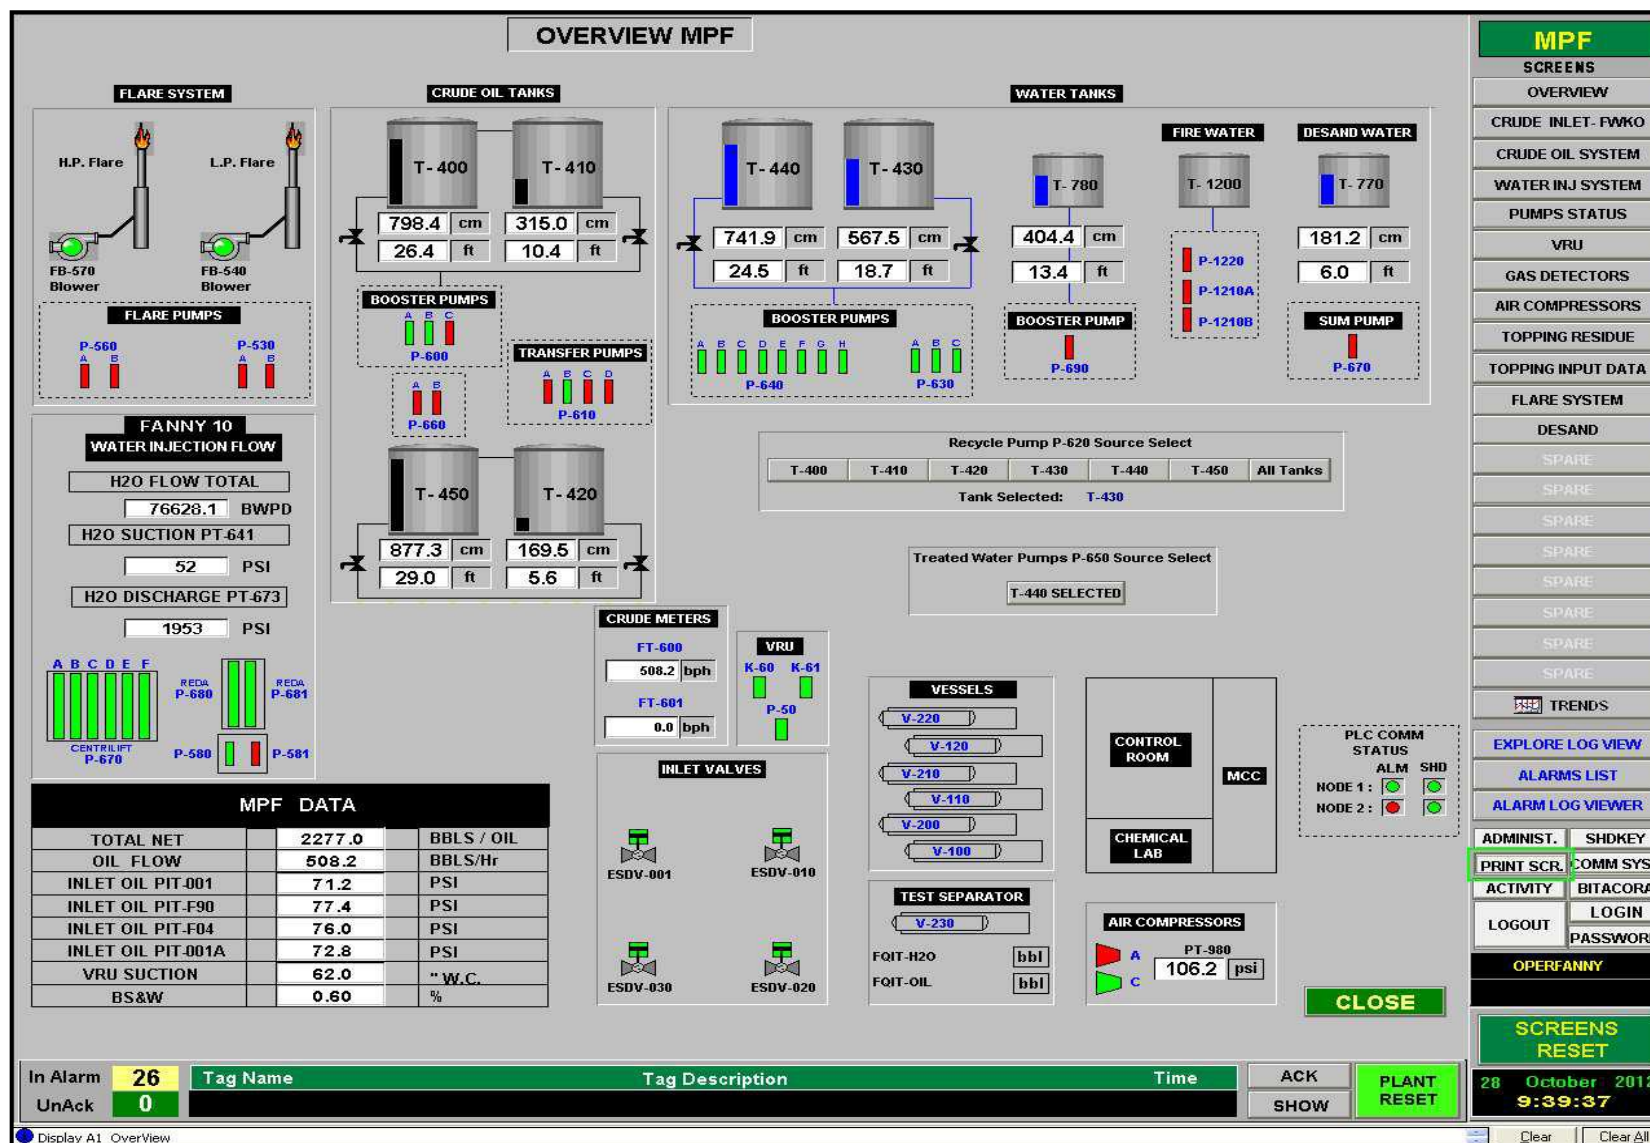 OVERVIEW MPF
FLARE SYSTEM
H.P. Flare
L.P. Flare
FB-570
Blower
FB-540
Blower
FLARE PUMPS
P-560
A B
P-530
A B
CRUDE OIL TANKS
T-400
T-410
798.4 cm
315.0 cm
26.4 ft
10.4 ft
BOOSTER PUMPS
A B C
P-600
TRANSFER PUMPS
A B C D
P-610
A B
P-660
T-450
T-420
877.3 cm
169.5 cm
29.0 ft
5.6 ft
WATER TANKS
T-440
T-430
741.9 cm
567.5 cm
24.5 ft
18.7 ft
BOOSTER PUMPS
A B C D E F G H
P-640
A B C
P-630
T-780
404.4 cm
13.4 ft
BOOSTER PUMP
P-690
FIRE WATER
T-1200
P-1220
P-1210A
P-1210B
DESAND WATER
T-770
181.2 cm
6.0 ft
SUM PUMP
P-670
Recycle Pump P-620 Source Select
T-400 T-410 T-420 T-430 T-440 T-450 All Tanks
Tank Selected: T-430
Treated Water Pumps P-650 Source Select
T-440 SELECTED
FANNY 10
WATER INJECTION FLOW
H2O FLOW TOTAL
76628.1 BWPD
H2O SUCTION PT-641
52 PSI
H2O DISCHARGE PT-673
1953 PSI
A B C D E F
CENTRILIFT
P-670
REDA
P-680
REDA
P-681
P-580
P-581
CRUDE METERS
FT-600
508.2 bph
FT-601
0.0 bph
VRU
K-60 K-61
P-50
INLET VALVES
ESDV-001
ESDV-010
ESDV-030
ESDV-020
VESSELS
V-220
V-120
V-210
V-110
V-200
V-100
TEST SEPARATOR
V-230
FQIT-H2O bbl
FQIT-OIL bbl
CONTROL
ROOM
MCC
CHEMICAL
LAB
AIR COMPRESSORS
PT-980
A
106.2 psi
C
PLC COMM
STATUS
ALM SHD
NODE 1 :
NODE 2 :
CLOSE
MPF DATA
TOTAL NET 2277.0 BBLS / OIL
OIL FLOW 508.2 BBLS/Hr
INLET OIL PIT-001 71.2 PSI
INLET OIL PIT-F90 77.4 PSI
INLET OIL PIT-F04 76.0 PSI
INLET OIL PIT-001A 72.8 PSI
VRU SUCTION 62.0 " W.C.
BS&W 0.60 %
In Alarm 26
UnAck 0
Tag Name Tag Description Time
ACK
SHOW
PLANT
RESET
MPF
SCREENS
OVERVIEW
CRUDE INLET- FWKO
CRUDE OIL SYSTEM
WATER INJ SYSTEM
PUMPS STATUS
VRU
GAS DETECTORS
AIR COMPRESSORS
TOPPING RESIDUE
TOPPING INPUT DATA
FLARE SYSTEM
DESAND
SPARE
SPARE
SPARE
SPARE
SPARE
SPARE
SPARE
SPARE
TRENDS
EXPLORE LOG VIEW
ALARMS LIST
ALARM LOG VIEWER
ADMINIST. SHDKEY
PRINT SCR. COMM SYS
ACTIVITY BITACORA
LOGOUT
LOGIN
PASSWOR
OPERFANNY
SCREENS
RESET
28 October 2012
9:39:37
Display A1 OverView
Clear
Clear All